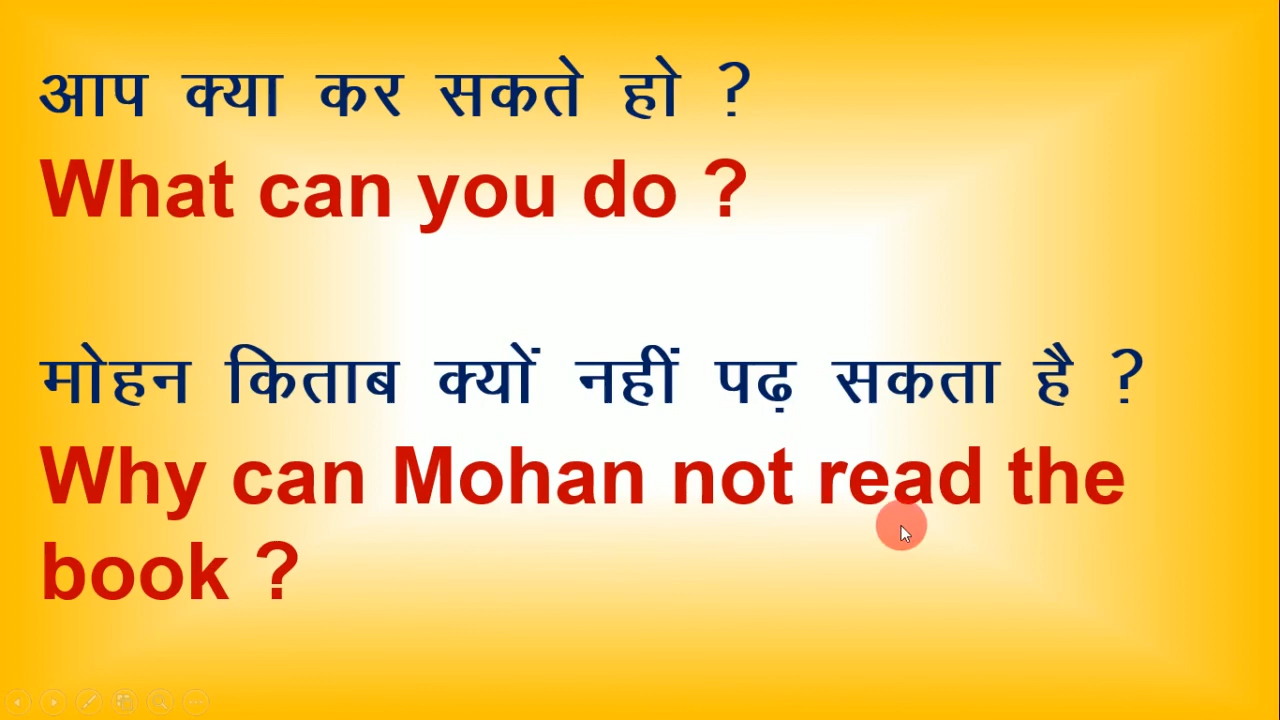 आप क्या कर सकते हो ?
What can you do ?
मोहन किताब क्यों नहीं पढ़ सकता है ?
Why can Mohan not read the
book ?